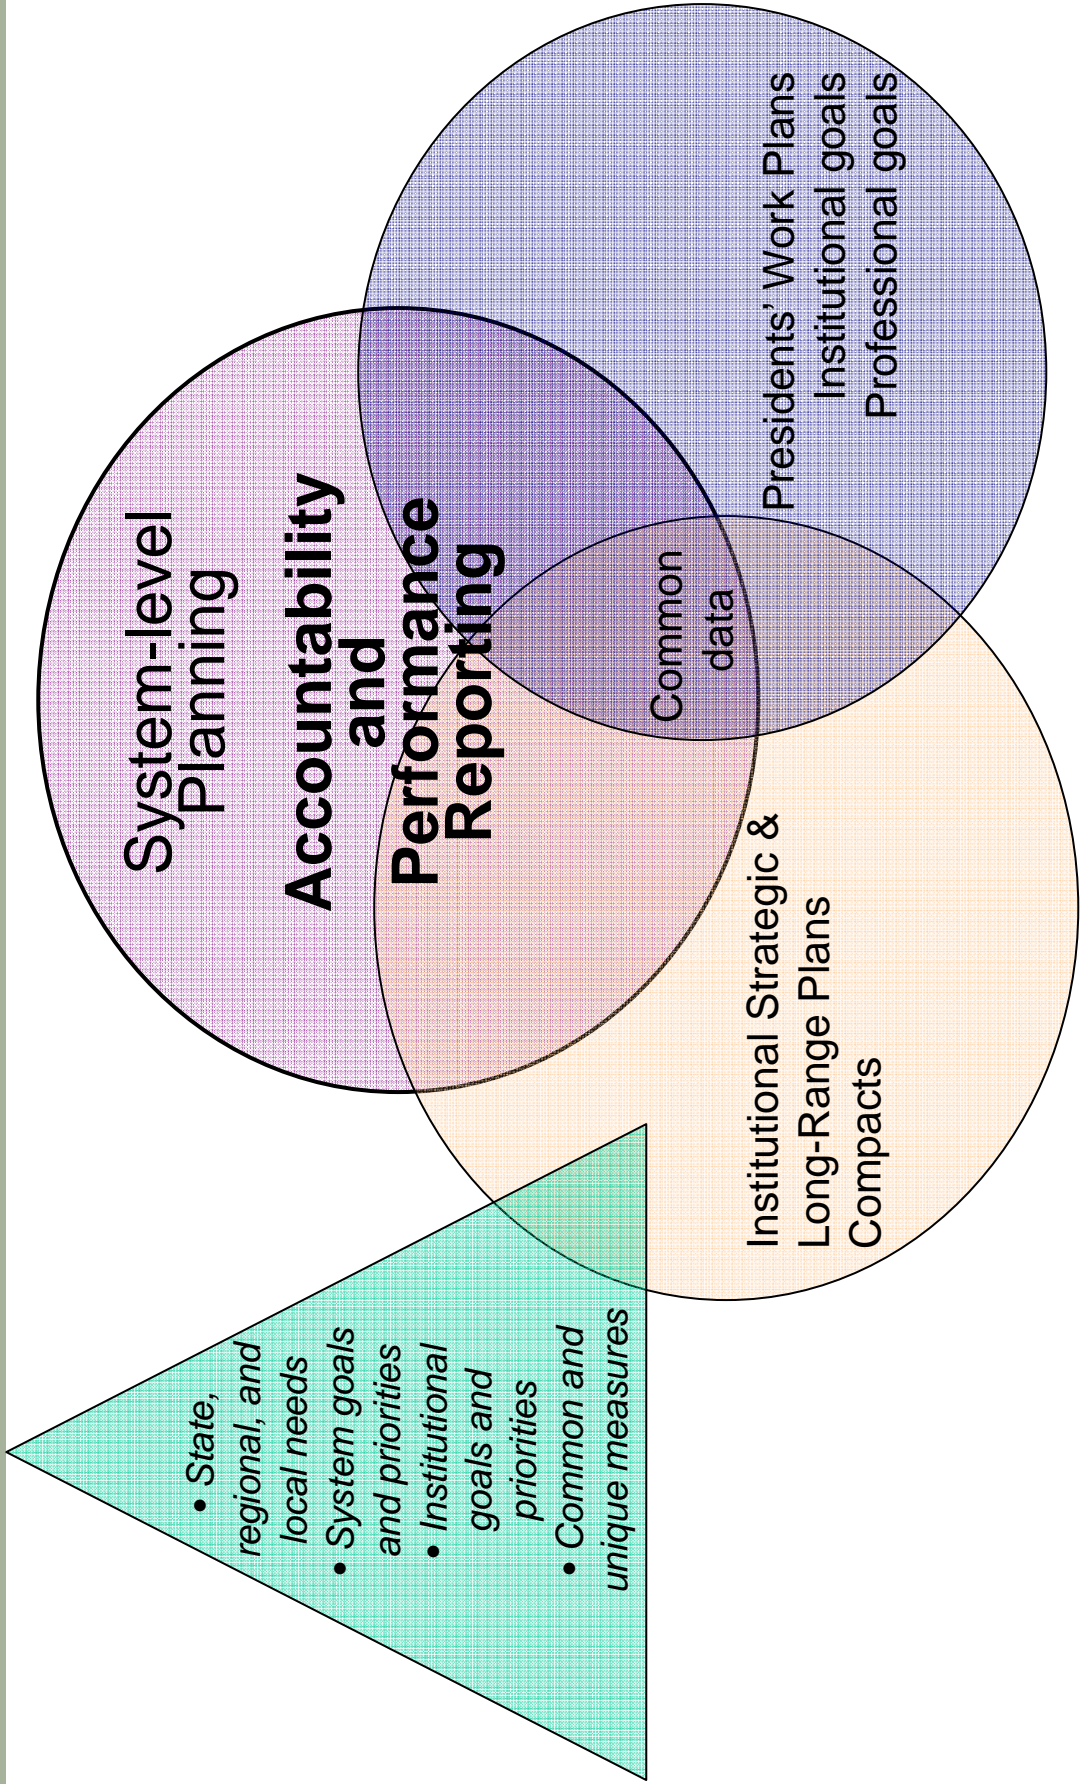 System-level
Planning
Accountability
and
Performance
Reporting
• State,
regional, and
local needs
• System goals
and priorities
• Institutional
goals and
priorities
• Common and
unique measures
Common
data
Institutional Strategic &
Long-Range Plans
Compacts
Presidents’ Work Plans
Institutional goals
Professional goals